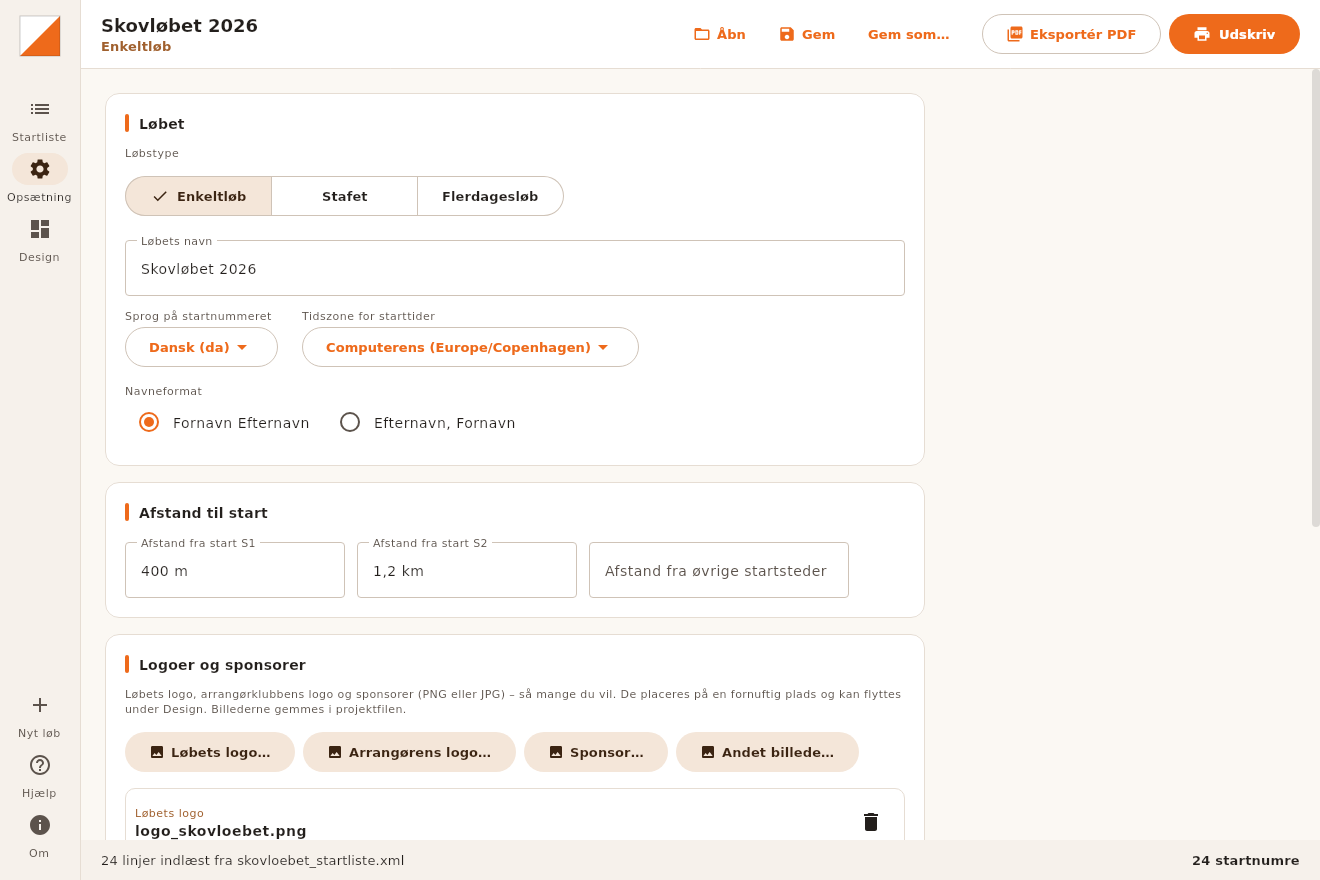 Skovløbet 2026
Enkeltløb
Åbn
Gem
Gem som…
Eksportér PDF
Udskriv
Startliste
Opsætning
Design
Nyt løb
Hjælp
Om
Løbet
Løbstype
Enkeltløb
Stafet
Flerdagesløb
Løbets navn
Skovløbet 2026
Sprog på startnummeret
Tidszone for starttider
Dansk (da)
Computerens (Europe/Copenhagen)
Navneformat
Fornavn Efternavn
Efternavn, Fornavn
Afstand til start
Afstand fra start S1
400 m
Afstand fra start S2
1,2 km
Afstand fra øvrige startsteder
Logoer og sponsorer
Løbets logo, arrangørklubbens logo og sponsorer (PNG eller JPG) – så mange du vil. De placeres på en fornuftig plads og kan flyttes
under Design. Billederne gemmes i projektfilen.
Løbets logo…
Arrangørens logo…
Sponsor…
Andet billede…
Løbets logo
logo_skovloebet.png
24 linjer indlæst fra skovloebet_startliste.xml
24 startnumre